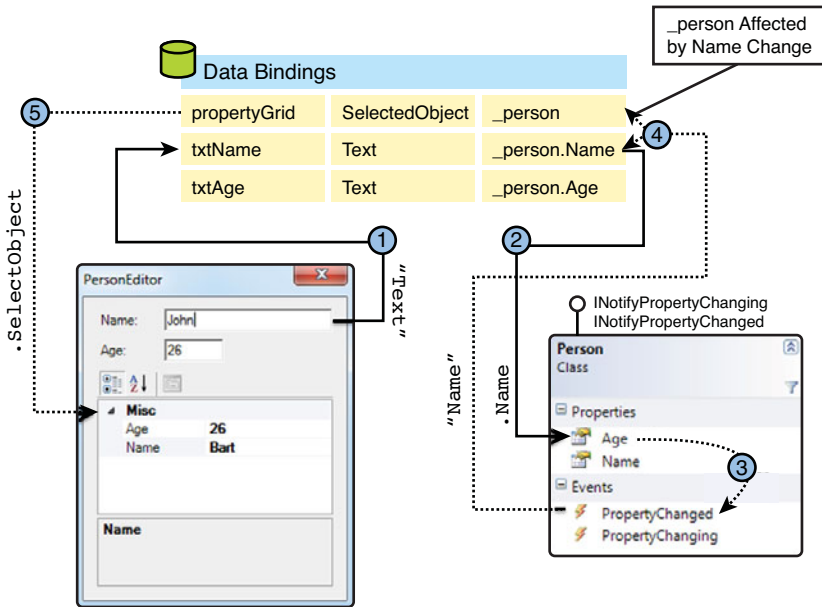 _person Affected
by Name Change
Data Bindings
5
propertyGrid SelectedObject _person
4
txtName Text _person.Name
txtAge Text _person.Age
.SelectObject
1
2
"Text"
"Name"
.Name
PersonEditor
Name: John
Age: 26
A
Z
Misc
Age 26
Name Bart
Name
INotifyPropertyChanging
INotifyPropertyChanged
Person
Class
Properties
Age
3
Name
Events
PropertyChanged
PropertyChanging